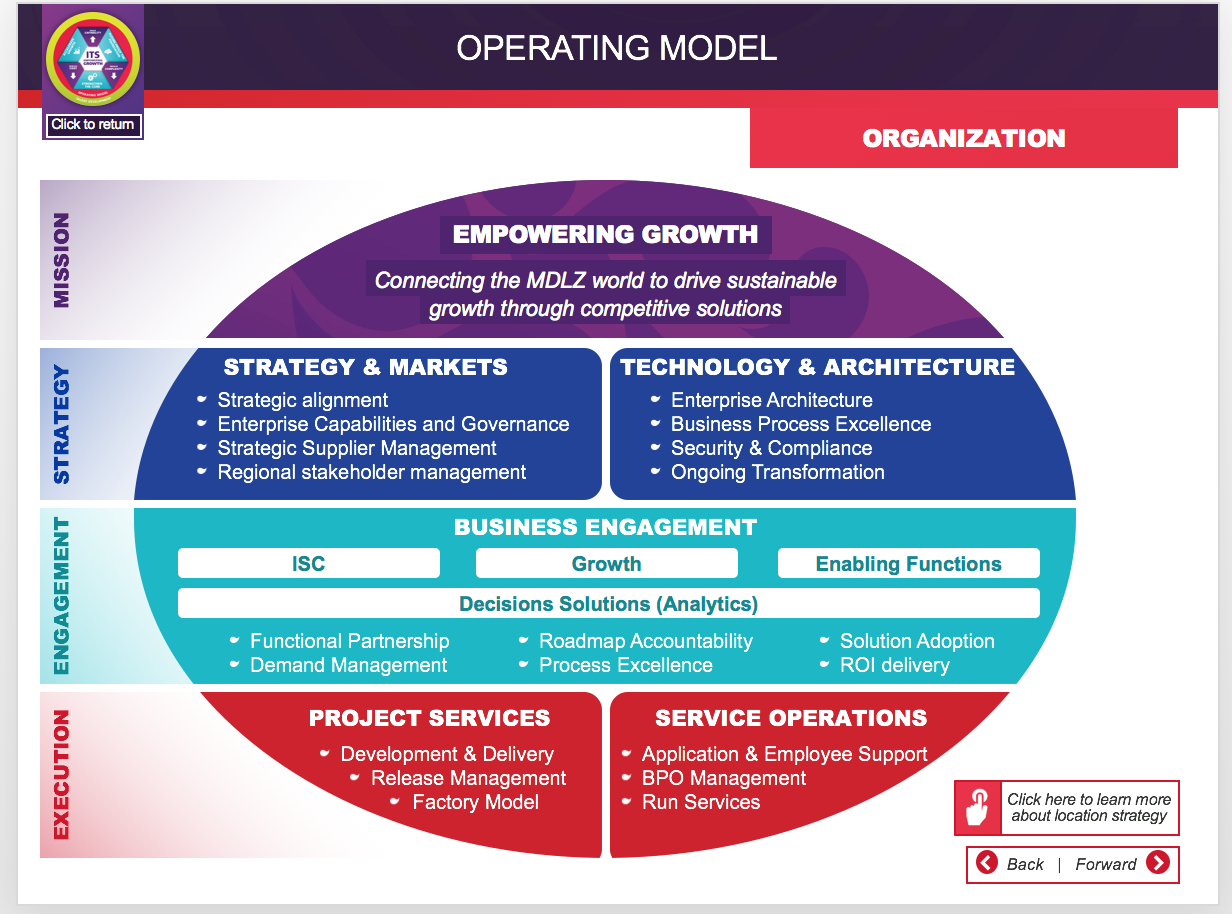 OPERATING MODEL
ITS
GROWTH
Click to return
ORGANIZATION
MISSION
EMPOWERING GROWTH
Connecting the MDLZ world to drive sustainable
growth through competitive solutions
STRATEGY
STRATEGY & MARKETS
Strategic alignment
Enterprise Capabilities and Governance
Strategic Supplier Management
Regional stakeholder management
TECHNOLOGY & ARCHITECTURE
Enterprise Architecture
Business Process Excellence
Security & Compliance
Ongoing Transformation
ENGAGEMENT
BUSINESS ENGAGEMENT
ISC
Growth
Enabling Functions
Decisions Solutions (Analytics)
Functional Partnership
Demand Management
Roadmap Accountability
Process Excellence
Solution Adoption
ROI delivery
EXECUTION
PROJECT SERVICES
Development & Delivery
Release Management
Factory Model
SERVICE OPERATIONS
Application & Employee Support
BPO Management
Run Services
Click here to learn more
about location strategy
Back | Forward